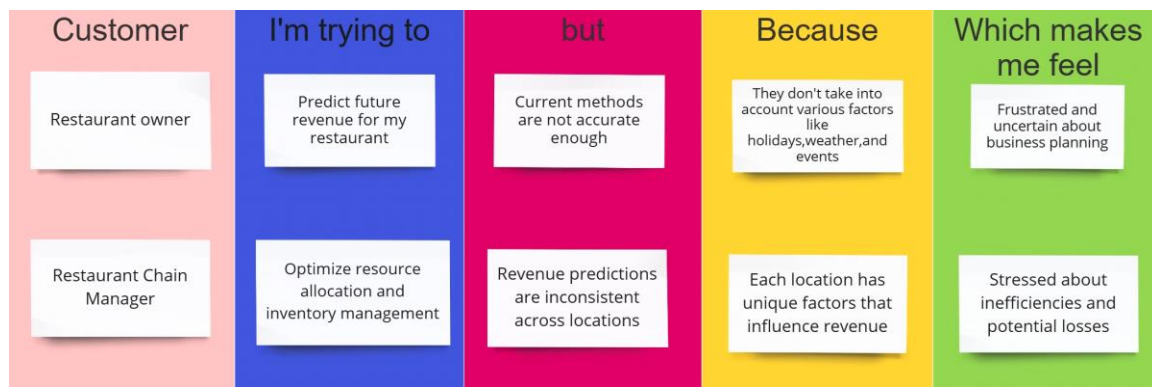 Customer
I'm trying to
but
Because
Which makes
me feel
Restaurant owner
Predict future
revenue for my
restaurant
Current methods
are not accurate
enough
They don't take into
account various factors
like
holidays,weather,and
events
Frustrated and
uncertain about
business planning
Restaurant Chain
Manager
Optimize resource
allocation and
inventory management
Revenue predictions
are inconsistent
across locations
Each location has
unique factors that
influence revenue
Stressed about
inefficiencies and
potential losses